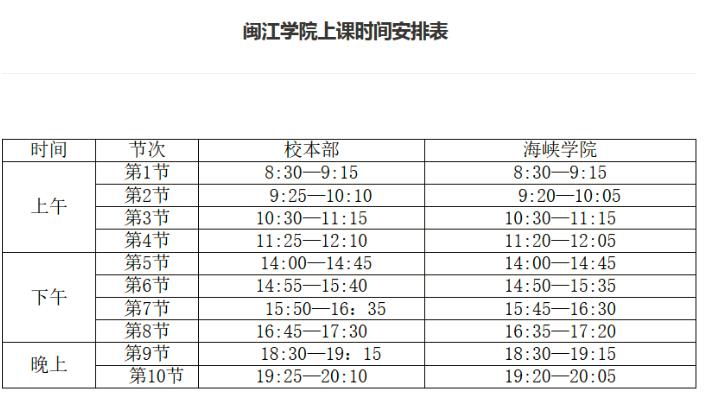 闽江学院上课时间安排表
时间 节次 校本部 海峡学院
上午 第1节 8:30—9:15 8:30—9:15
第2节 9:25—10:10 9:20—10:05
第3节 10:30—11:15 10:30—11:15
第4节 11:25—12:10 11:20—12:05
下午 第5节 14:00—14:45 14:00—14:45
第6节 14:55—15:40 14:50—15:35
第7节 15:50—16：35 15:45—16:30
第8节 16:45—17:30 16:35—17:20
晚上 第9节 18:30—19：15 18:30—19:15
第10节 19:25—20:10 19:20—20:05